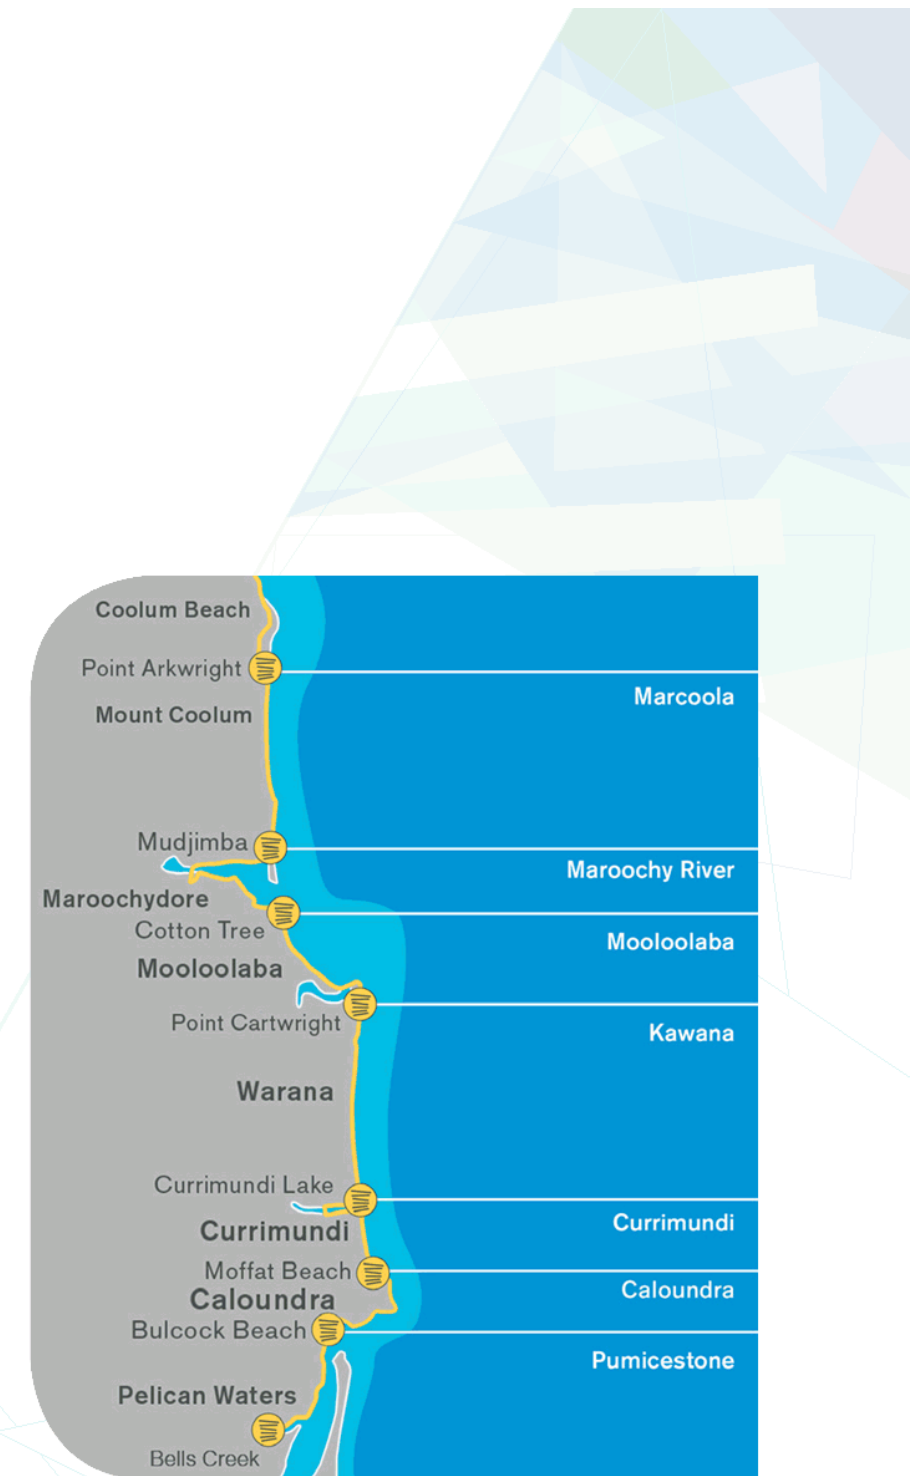 Coolum Beach
Point Arkwright
Marcoola
Mount Coolum
Mudjimba
Maroochy River
Maroochydore
Cotton Tree
Mooloolaba
Mooloolaba
Point Cartwright
Kawana
Warana
Currimundi Lake
Currimundi
Currimundi
Moffat Beach
Caloundra
Caloundra
Bulcock Beach
Pumicestone
Pelican Waters
Bells Creek